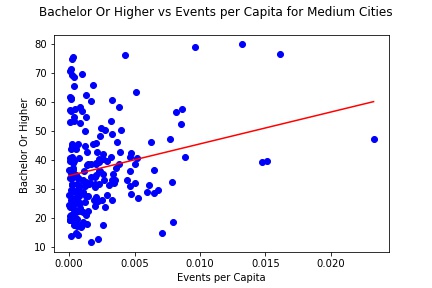 Bachelor Or Higher vs Events per Capita for Medium Cities
80
70
60
50
40
30
20
10
Bachelor Or Higher
0.000 0.005 0.010 0.015 0.020
Events per Capita